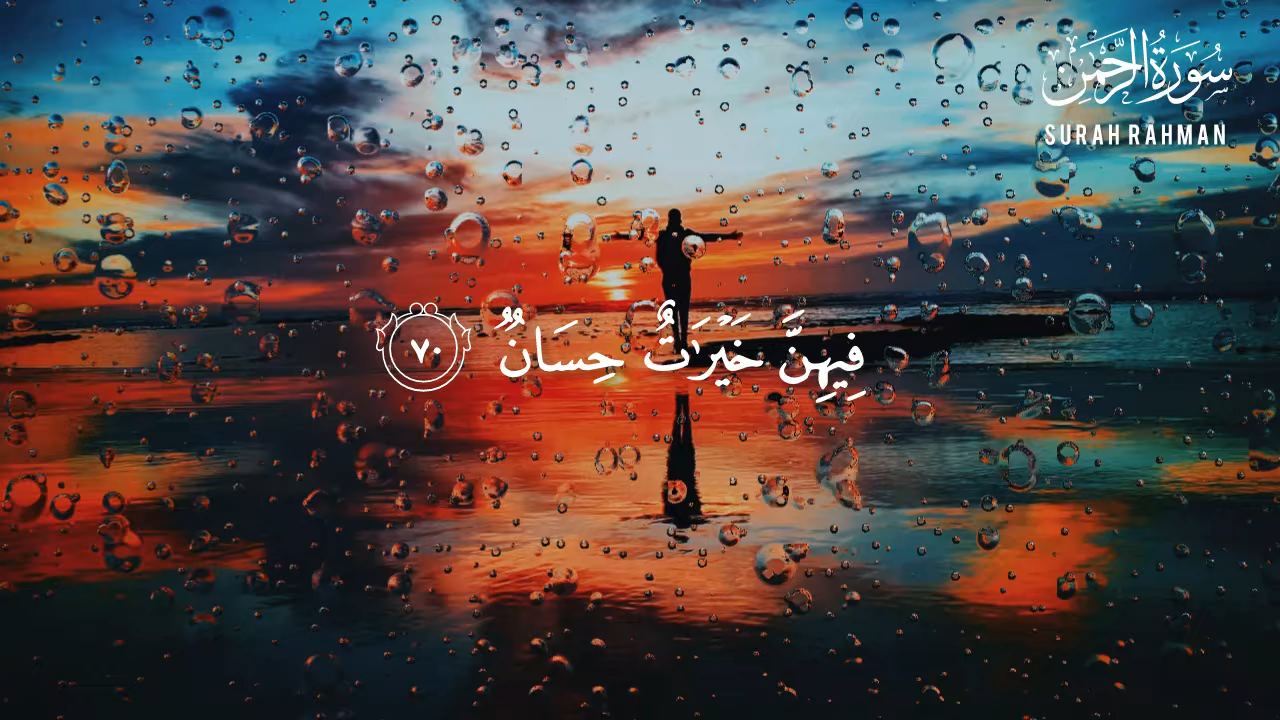 سُورَةُ الرَّحْمٰن
SURAH RAHMAN
فِيهِنَّ خَيْرَٰتٌ حِسَانٌ ٧٠